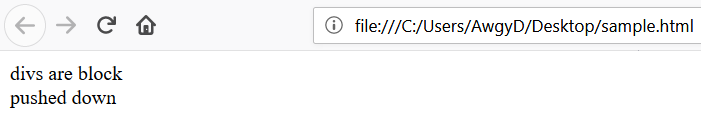 file:///C:/Users/AwgyD/Desktop/sample.html
divs are block
pushed down